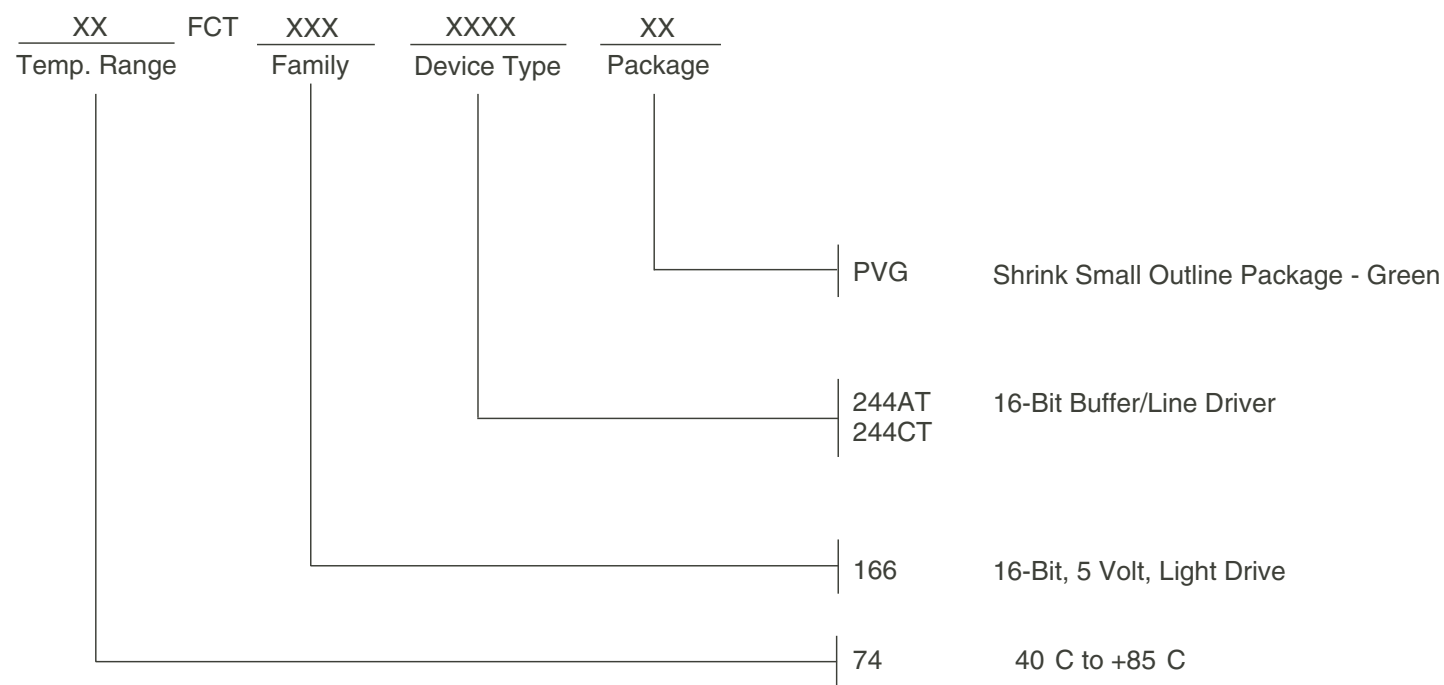 XX FCT XXX XXXX XX
Temp. Range Family Device Type Package
PVG Shrink Small Outline Package - Green
244AT 16-Bit Buffer/Line Driver
244CT
166 16-Bit, 5 Volt, Light Drive
74 40 C to +85 C